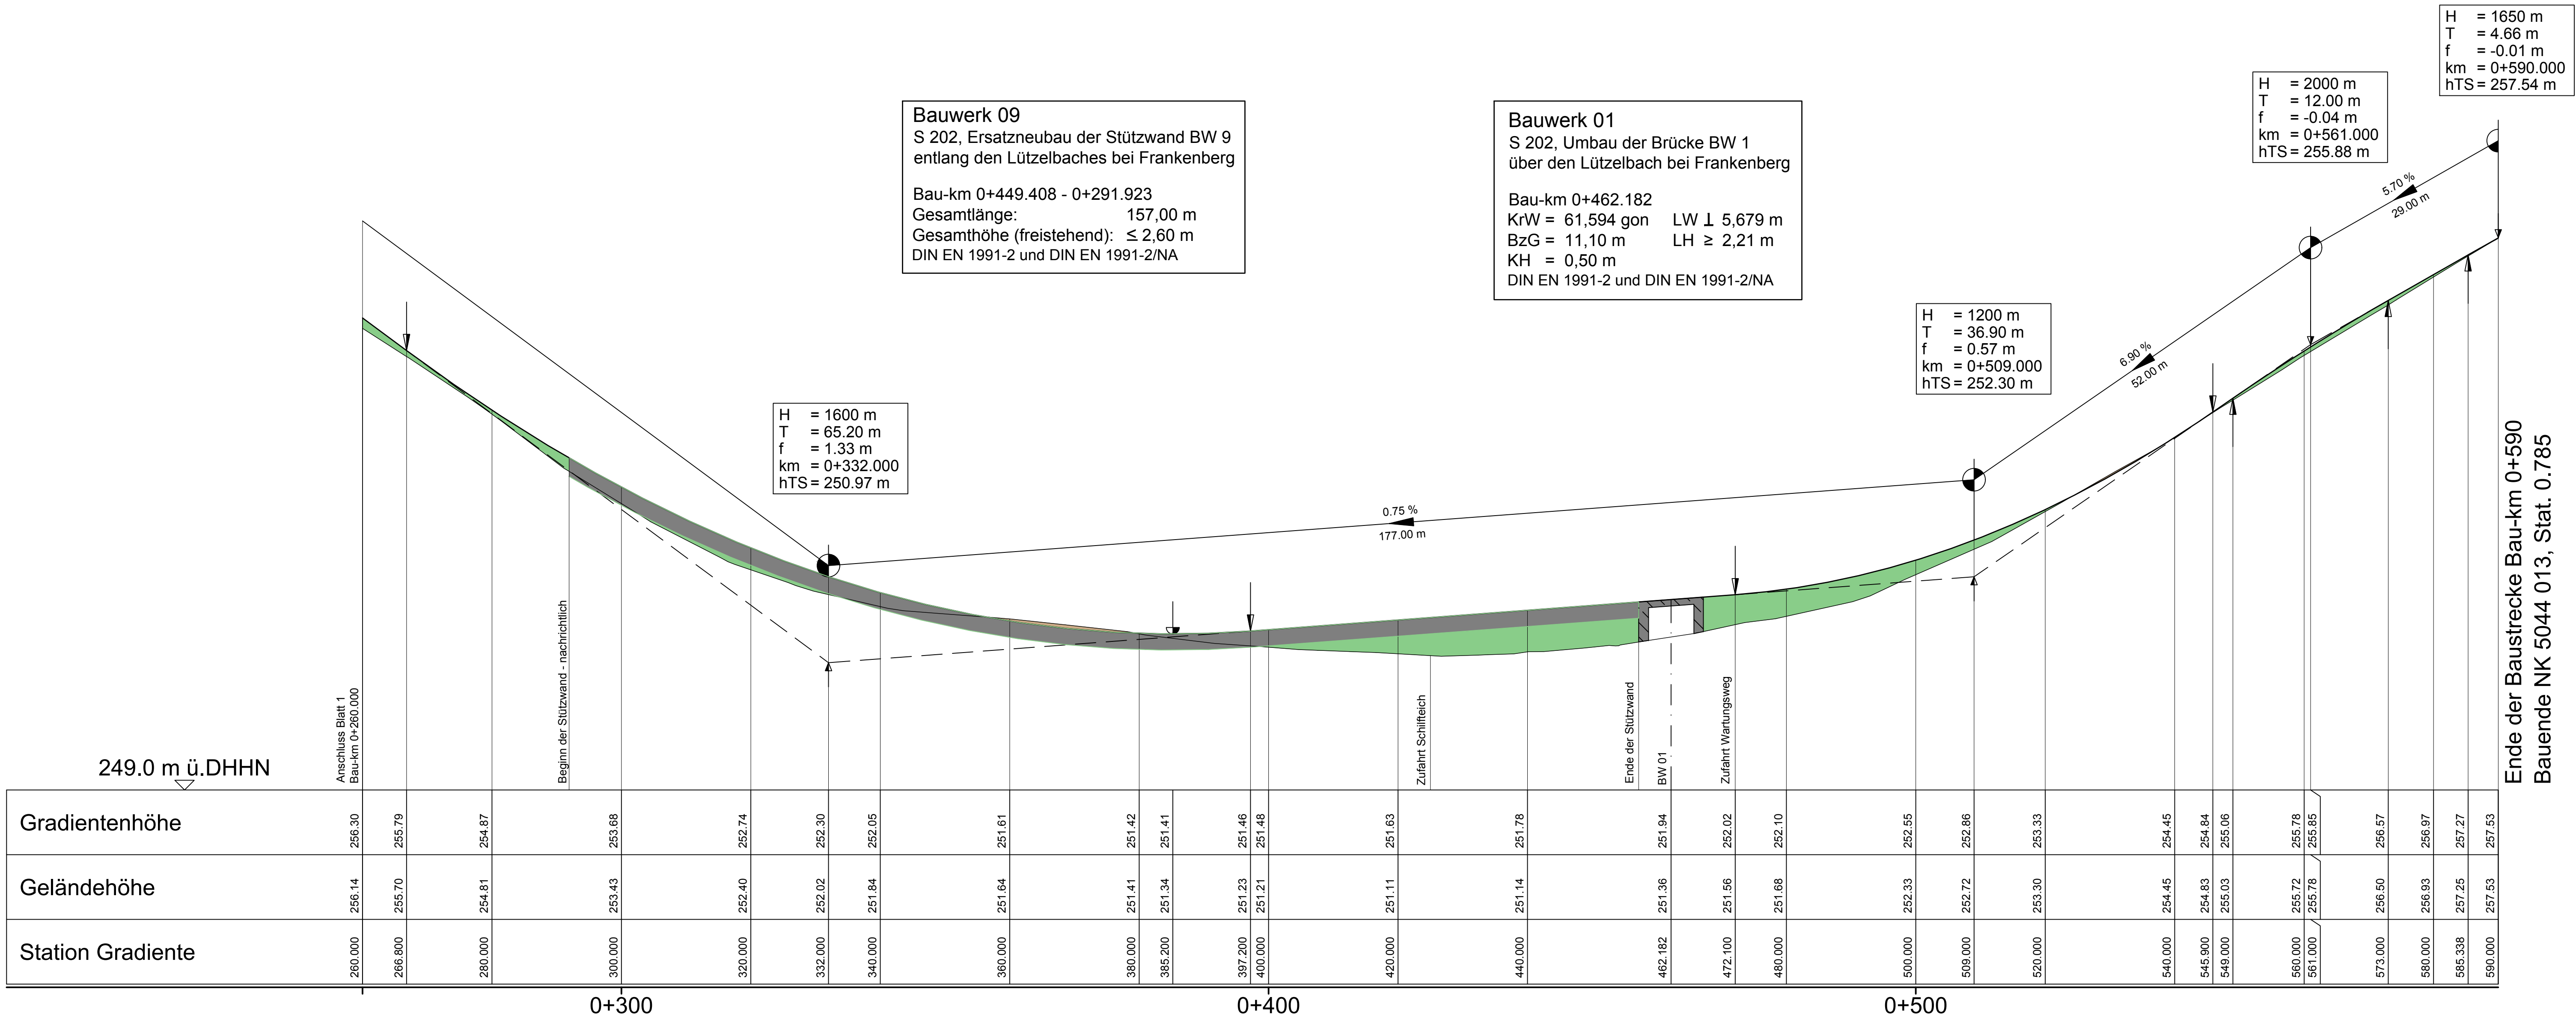 H = 1650 m
T = 4.66 m
f = -0.01 m
km = 0+590.000
hTS = 257.54 m
H = 2000 m
T = 12.00 m
f = -0.04 m
km = 0+561.000
hTS = 255.88 m
Bauwerk 09
S 202, Ersatzneubau der Stützwand BW 9
entlang den Lützelbaches bei Frankenberg
Bau-km 0+449.408 - 0+291.923
Gesamtlänge: 157,00 m
Gesamthöhe (freistehend): ≤ 2,60 m
DIN EN 1991-2 und DIN EN 1991-2/NA
Bauwerk 01
S 202, Umbau der Brücke BW 1
über den Lützelbach bei Frankenberg
Bau-km 0+462.182
KrW = 61,594 gon LW ⊥ 5,679 m
BzG = 11,10 m LH ≥ 2,21 m
KH = 0,50 m
DIN EN 1991-2 und DIN EN 1991-2/NA
5.70 %
29.00 m
H = 1200 m
T = 36.90 m
f = 0.57 m
km = 0+509.000
hTS = 252.30 m
6.90 %
52.00 m
H = 1600 m
T = 65.20 m
f = 1.33 m
km = 0+332.000
hTS = 250.97 m
0.75 %
177.00 m
Anschluss Blatt 1
Bau-km 0+260.000
Beginn der Stützwand - nachrichtlich
Zufahrt Schilfteich
Ende der Stützwand
BW 01
Zufahrt Wartungsweg
Ende der Baustrecke Bau-km 0+590
Bauende NK 5044 013, Stat. 0.785
249.0 m ü.DHHN
Gradientenhöhe 256.30 255.79 254.87 253.68 252.74 252.30 252.05 251.61 251.42 251.41 251.46 251.48 251.63 251.78 251.94 252.02 252.10 252.55 252.86 253.33 254.45 254.84 255.06 255.78 255.85 256.57 256.97 257.27 257.53
Geländehöhe 256.14 255.70 254.81 253.43 252.40 252.02 251.84 251.64 251.41 251.34 251.23 251.21 251.11 251.14 251.36 251.56 251.68 252.33 252.72 253.30 254.45 254.83 255.03 255.72 255.78 256.50 256.93 257.25 257.53
Station Gradiente 260.000 266.800 280.000 300.000 320.000 332.000 340.000 360.000 380.000 385.200 397.200 400.000 420.000 440.000 462.182 472.100 480.000 500.000 509.000 520.000 540.000 545.900 549.000 560.000 561.000 573.000 580.000 585.338 590.000
0+300 0+400 0+500